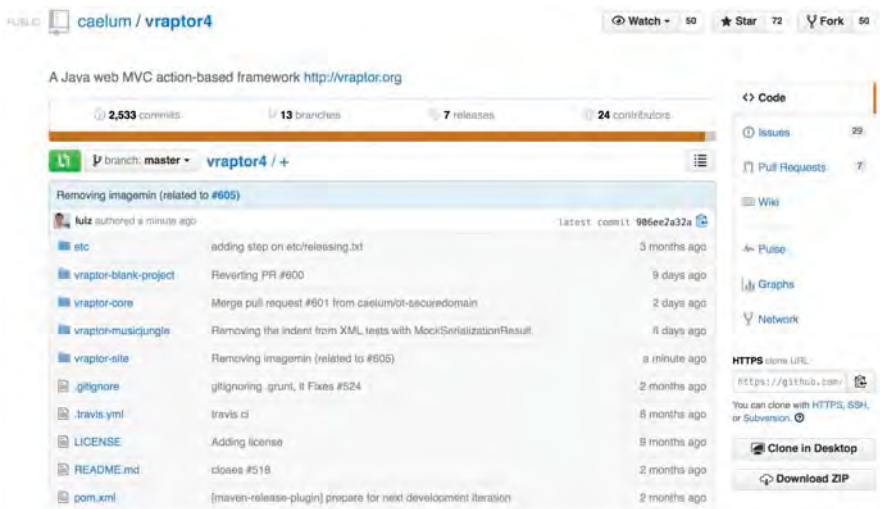 PUBLIC caelum / vraptor4 Watch 50 Star 72 Fork 50
A Java web MVC action-based framework http://vraptor.org
2,533 commits 13 branches 7 releases 24 contributors
branch: master vraptor4 / +
Removing imagemin (related to #605)
luiz authored a minute ago latest commit 906ee2a32a
etc adding step on etc/releasing.txt 3 months ago
vraptor-blank-project Reverting PR #600 9 days ago
vraptor-core Merge pull request #601 from caelum/ot-securedomain 2 days ago
vraptor-musicjungle Removing the indent from XML tests with MockSerializationResult 8 days ago
vraptor-site Removing imagemin (related to #605) a minute ago
.gitignore gitignoring .grunt, it Fixes #524 2 months ago
.travis.yml travis ci 8 months ago
LICENSE Adding license 9 months ago
README.md closes #518 2 months ago
pom.xml [maven-release-plugin] prepare for next development iteration 2 months ago
Code
Issues 29
Pull Requests 7
Wiki
Pulse
Graphs
Network
HTTPS clone URL
https://github.com/
You can clone with HTTPS, SSH,
or Subversion.
Clone in Desktop
Download ZIP